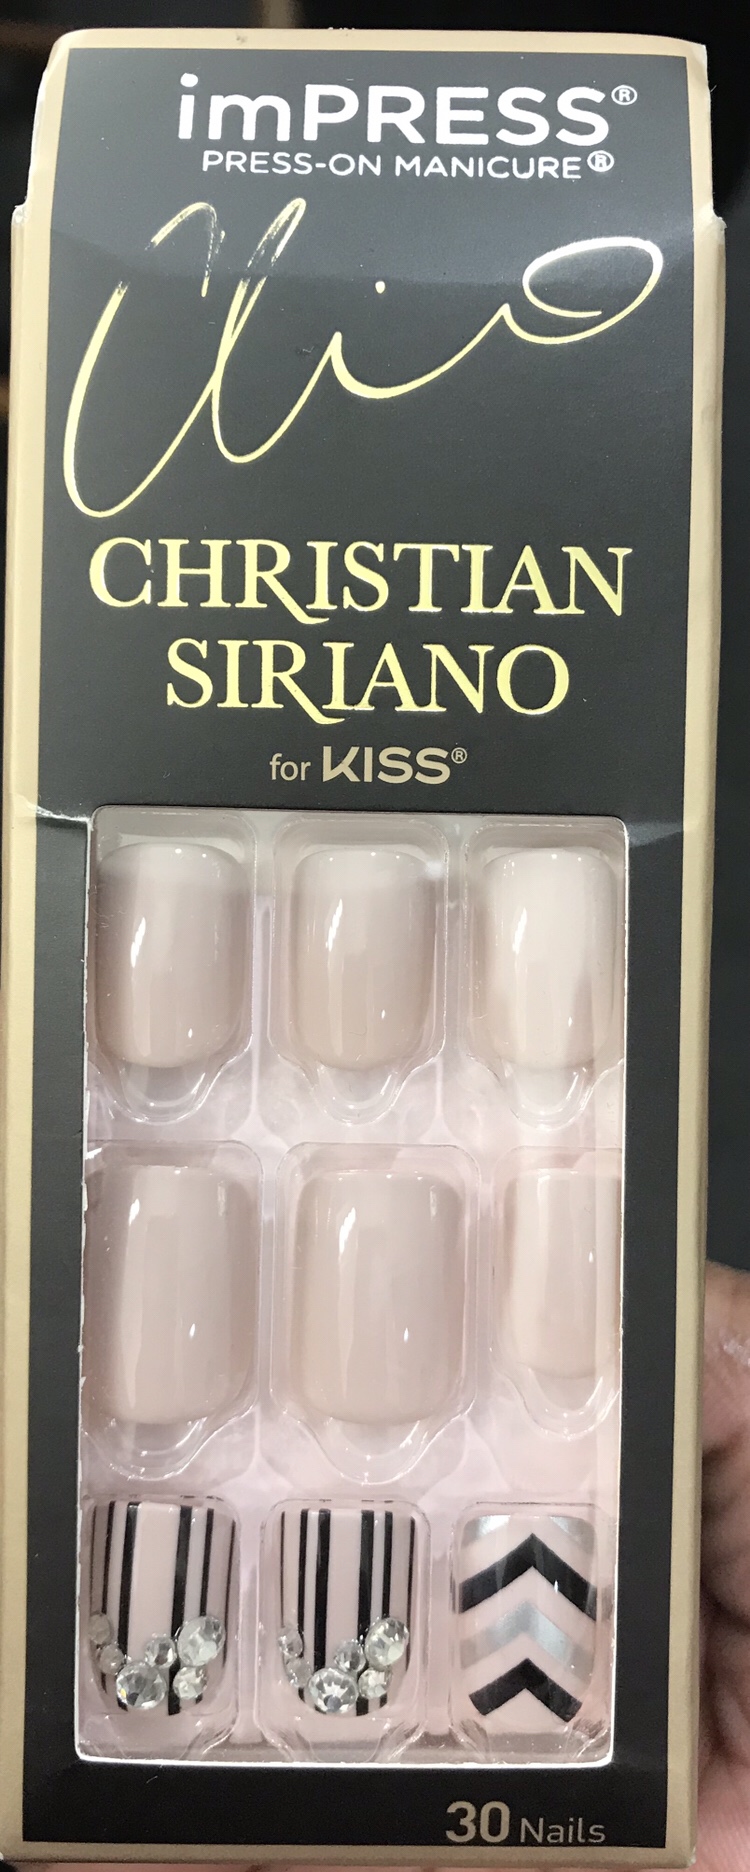 imPRESS®
PRESS-ON MANICURE®
CHRISTIAN
SIRIANO
for KISS®
30 Nails